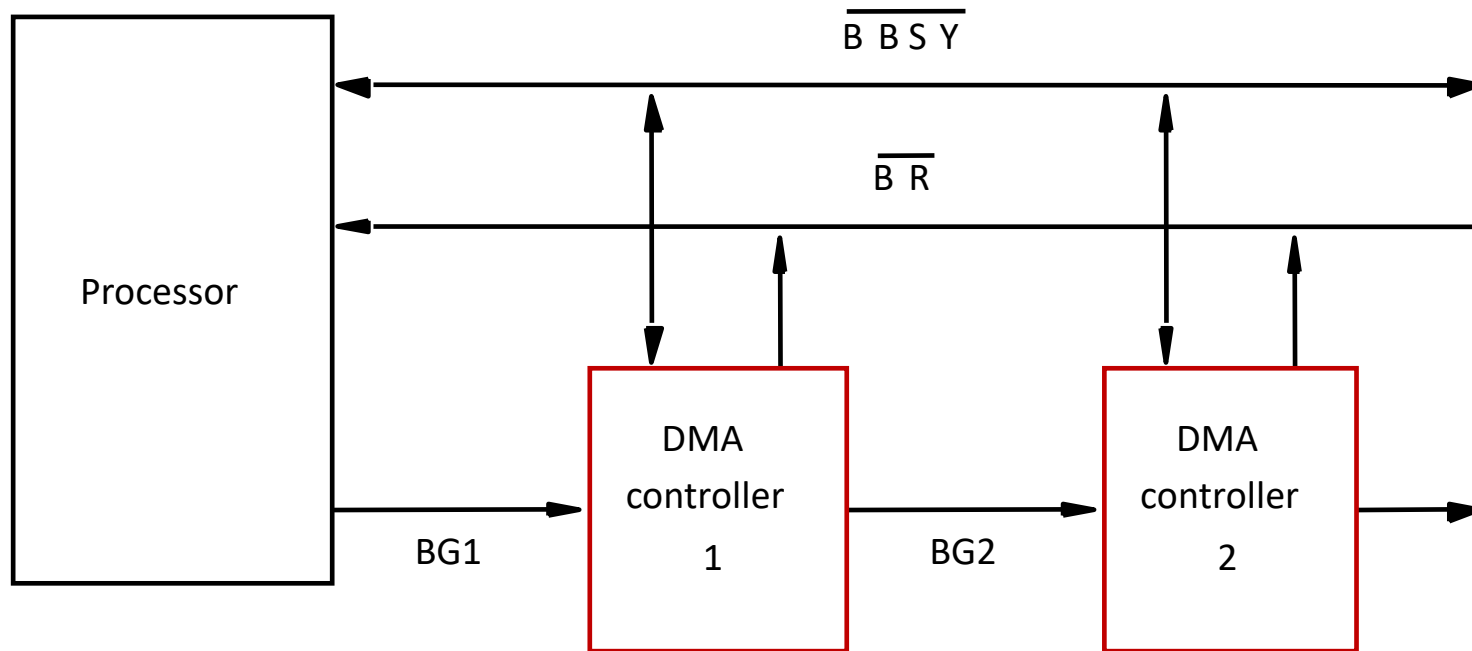 B B S Y
B R
Processor
DMA
controller
1
DMA
controller
2
BG1
BG2